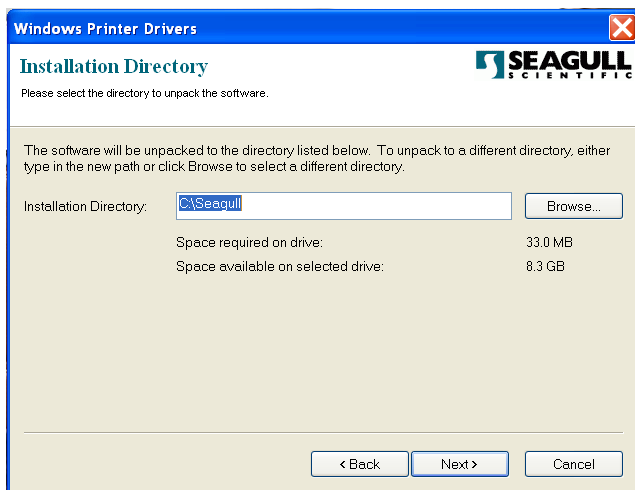 Windows Printer Drivers
Installation Directory
SEAGULL
SCIENTIFIC
Please select the directory to unpack the software.
The software will be unpacked to the directory listed below. To unpack to a different directory, either
type in the new path or click Browse to select a different directory.
Installation Directory: C:\Seagull Browse...
Space required on drive: 33.0 MB
Space available on selected drive: 8.3 GB
< Back Next > Cancel